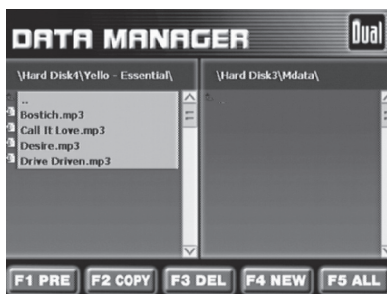 DATA MANAGER
Dual
\Hard Disk4\Yello - Essential\
\Hard Disk3\Mdata\
..
Bostich.mp3
Call It Love.mp3
Desire.mp3
Drive Driven.mp3
F1 PRE F2 COPY F3 DEL F4 NEW F5 ALL